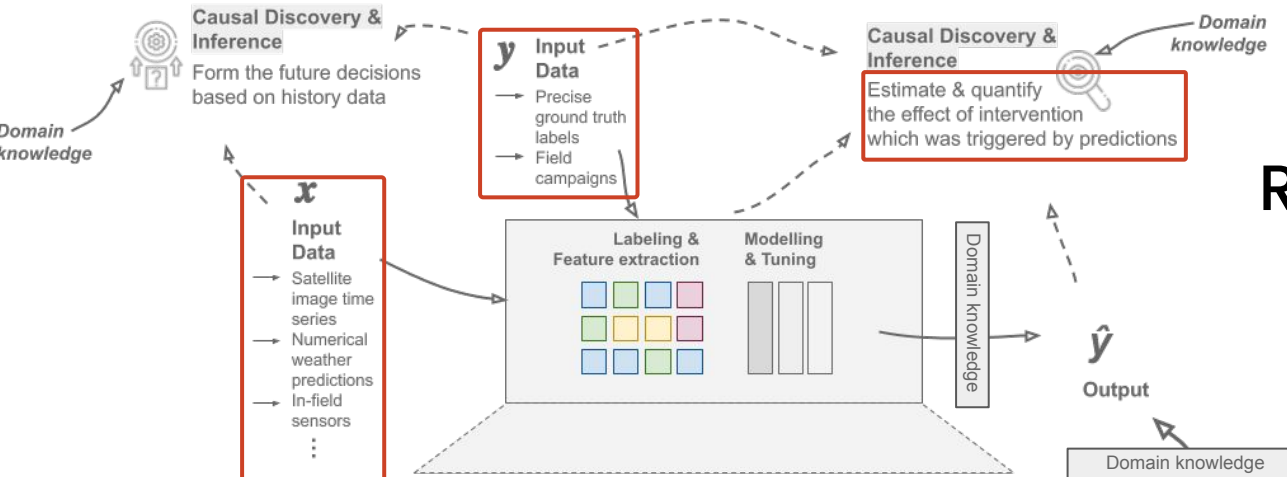 Causal Discovery &
Inference
Form the future decisions
based on history data
Domain
knowledge
y
Input
Data
Precise
ground truth
labels
Field
campaigns
Causal Discovery &
Inference
Estimate & quantify
the effect of intervention
which was triggered by predictions
Domain
knowledge
R
x
Input
Data
Satellite
image time
series
Numerical
weather
predictions
In-field
sensors
⋮
Labeling &
Feature extraction
Modelling
& Tuning
Domain knowledge
ŷ
Output
Domain knowledge
?